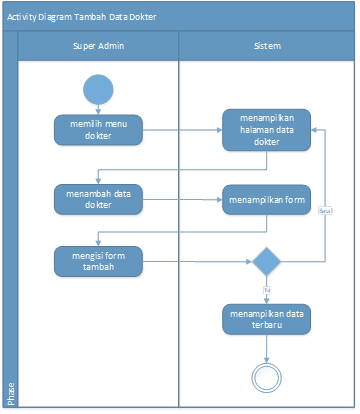 Activity Diagram Tambah Data Dokter
Super Admin
Sistem
memilih menu
dokter
menampilkan
halaman data
dokter
menambah data
dokter
menampilkan form
Batal
mengisi form
tambah
Ya
menampilkan data
terbaru
Phase